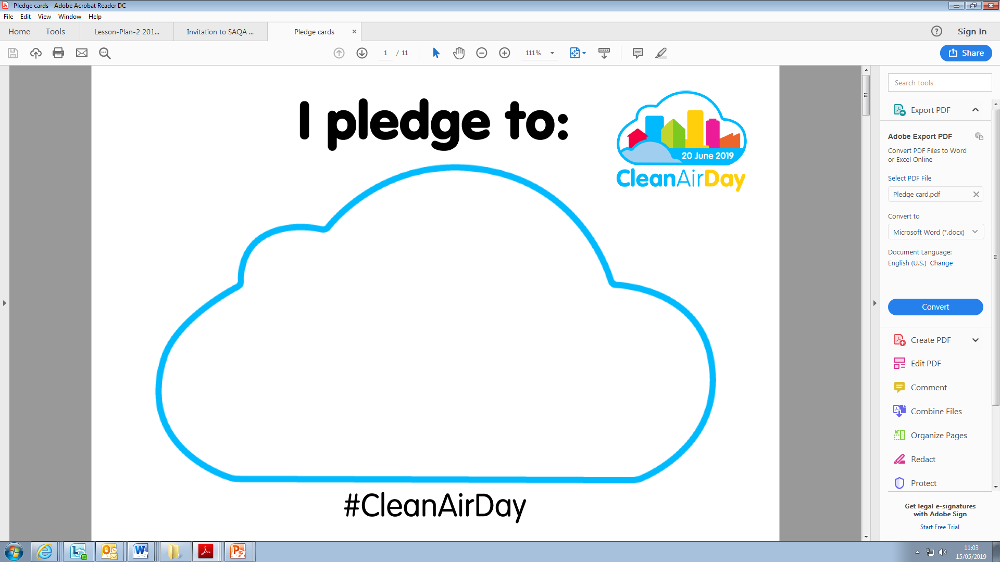 Pledge cards - Adobe Acrobat Reader DC
File Edit View Window Help
Home Tools Lesson-Plan-2 201... Invitation to SAQA ... Pledge cards Sign In
1 / 11 111% Share
I pledge to:
20 June 2019
CleanAirDay
#CleanAirDay
Search tools
Export PDF
Adobe Export PDF
Convert PDF Files to Word
or Excel Online
Select PDF File
Pledge card.pdf
Convert to
Microsoft Word (*.docx)
Document Language:
English (U.S.) Change
Convert
Create PDF
Edit PDF
Comment
Combine Files
Organize Pages
Redact
Protect
Get legal e-signatures
with Adobe Sign
Start Free Trial
11:03
15/05/2019